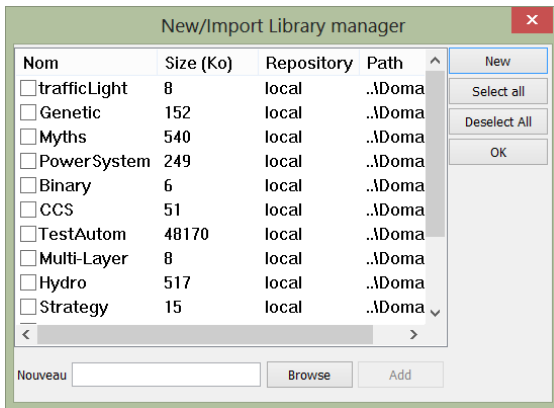 New/Import Library manager
x
Nom Size (Ko) Repository Path
trafficLight 8 local ..\Doma
Genetic 152 local ..\Doma
Myths 540 local ..\Doma
PowerSystem 249 local ..\Doma
Binary 6 local ..\Doma
CCS 51 local ..\Doma
TestAutom 48170 local ..\Doma
Multi-Layer 8 local ..\Doma
Hydro 517 local ..\Doma
Strategy 15 local ..\Doma
New
Select all
Deselect All
OK
Nouveau Browse Add